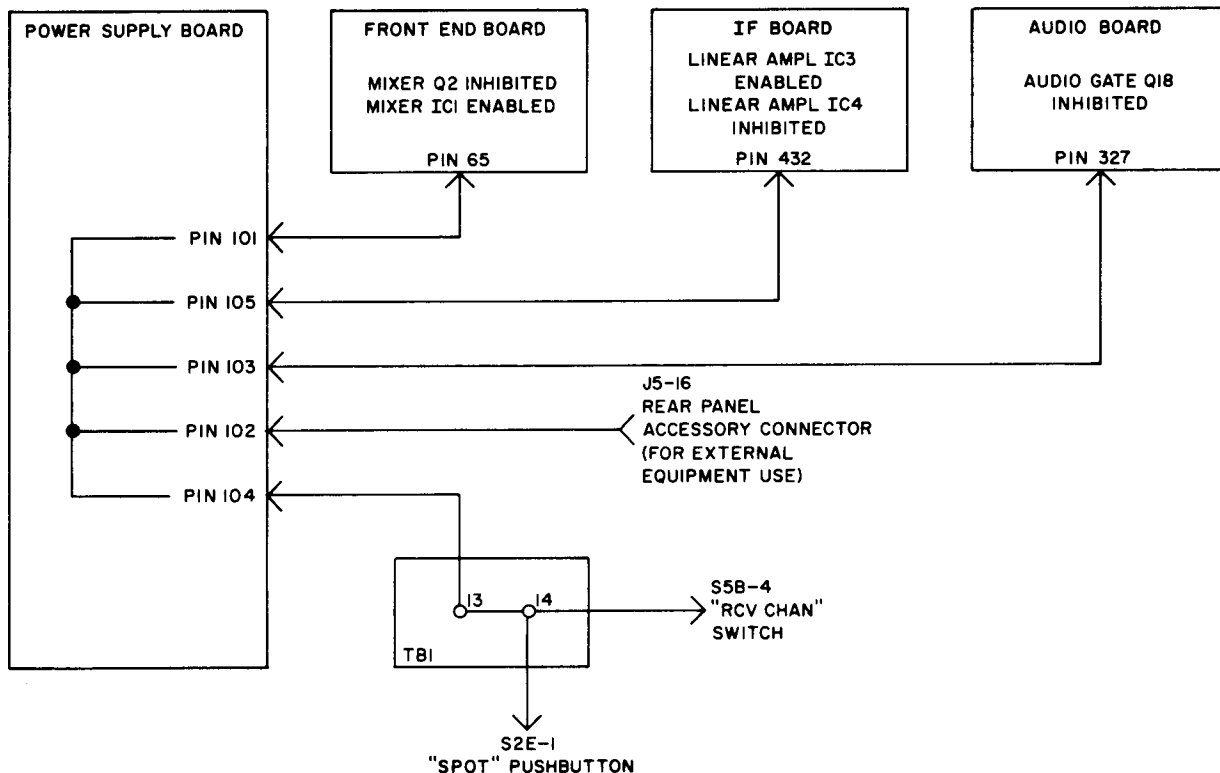 POWER SUPPLY BOARD
FRONT END BOARD
MIXER Q2 INHIBITED
MIXER IC1 ENABLED
PIN 65
IF BOARD
LINEAR AMPL IC3
ENABLED
LINEAR AMPL IC4
INHIBITED
PIN 432
AUDIO BOARD
AUDIO GATE Q18
INHIBITED
PIN 327
PIN 101
PIN 105
PIN 103
PIN 102
PIN 104
J5-16
REAR PANEL
ACCESSORY CONNECTOR
(FOR EXTERNAL
EQUIPMENT USE)
13
14
TB1
S5B-4
"RCV CHAN"
SWITCH
S2E-1
"SPOT" PUSHBUTTON